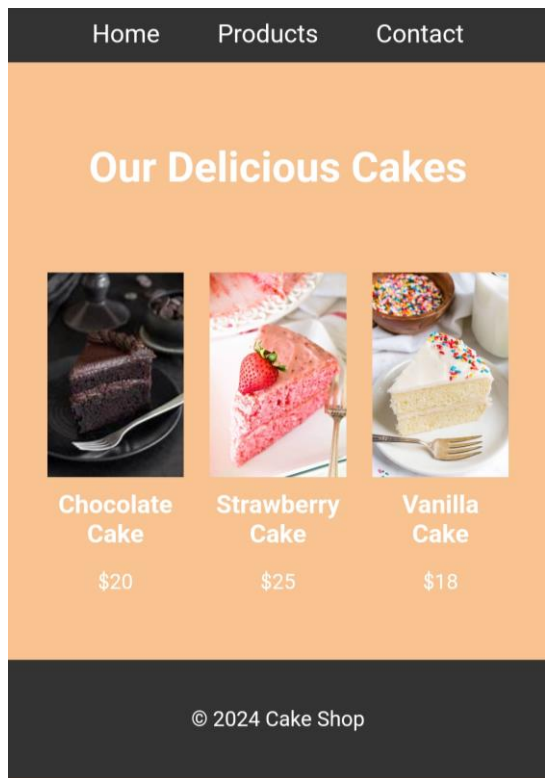 Home Products Contact
Our Delicious Cakes
Chocolate Cake
$20
Strawberry Cake
$25
Vanilla Cake
$18
© 2024 Cake Shop